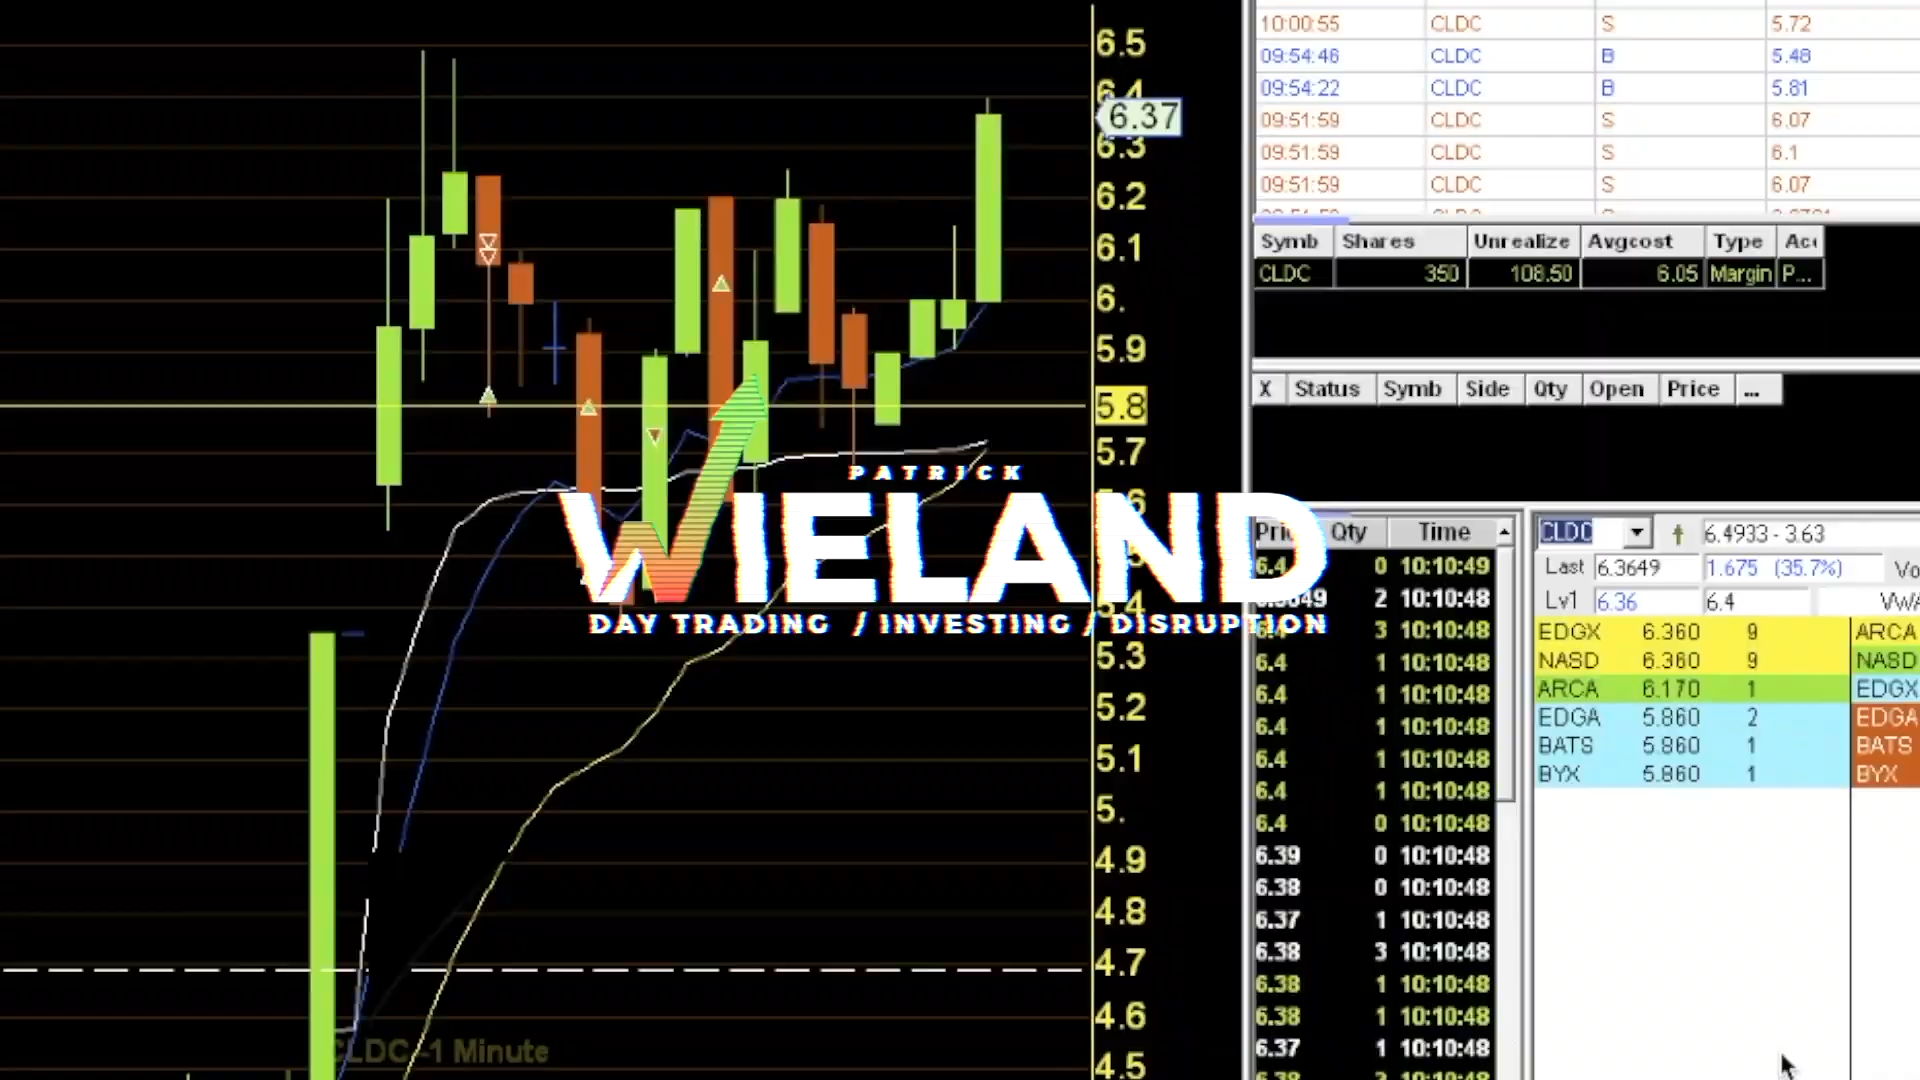 6.5
6.4
6.37
6.3
6.2
6.1
6.
5.9
5.8
5.7
5.3
5.2
5.1
5.
4.9
4.8
4.7
4.6
4.5
CLDC -1 Minute
PATRICK
WIELAND
DAY TRADING / INVESTING / DISRUPTION
10:00:55 CLDC S 5.72
09:54:46 CLDC B 5.48
09:54:22 CLDC B 5.81
09:51:59 CLDC S 6.07
09:51:59 CLDC S 6.1
09:51:59 CLDC S 6.07
Symb Shares Unrealize Avgcost Type
CLDC 350 108.50 6.05 Margin P...
X Status Symb Side Qty Open Price ...
Qty Time
6.4 0 10:10:49
2 10:10:48
3 10:10:48
6.4 1 10:10:48
6.4 1 10:10:48
6.4 1 10:10:48
6.4 1 10:10:48
6.4 1 10:10:48
6.4 0 10:10:48
6.39 0 10:10:48
6.38 0 10:10:48
6.37 1 10:10:48
6.38 3 10:10:48
6.38 1 10:10:48
6.38 1 10:10:48
6.37 1 10:10:48
CLDC 6.4933 - 3.63
Last 6.3649 1.675 (35.7%)
Lv1 6.36 6.4
EDGX 6.360 9 ARCA
NASD 6.360 9 NASD
ARCA 6.170 1 EDGX
EDGA 5.860 2 EDGA
BATS 5.860 1 BATS
BYX 5.860 1 BYX